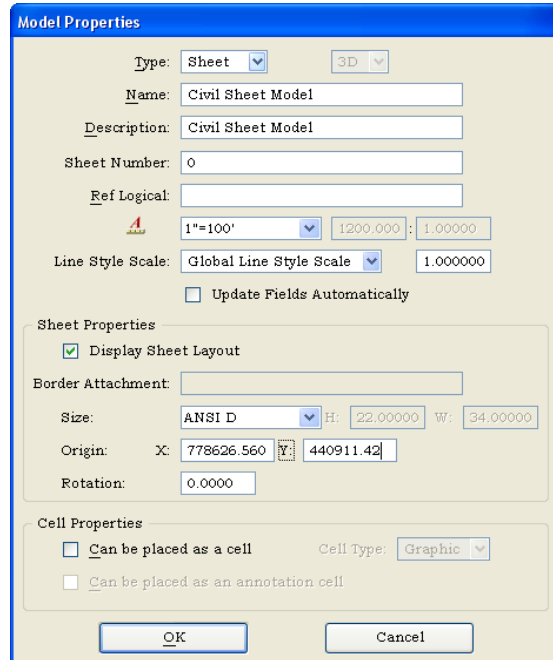 Model Properties
Type: Sheet 3D
Name: Civil Sheet Model
Description: Civil Sheet Model
Sheet Number: 0
Ref Logical:
A 1"=100' 1200.000 : 1.00000
Line Style Scale: Global Line Style Scale 1.000000
Update Fields Automatically
Sheet Properties
Display Sheet Layout
Border Attachment:
Size: ANSI D H: 22.00000 W: 34.00000
Origin: X: 778626.560 Y: 440911.42
Rotation: 0.0000
Cell Properties
Can be placed as a cell Cell Type: Graphic
Can be placed as an annotation cell
OK Cancel